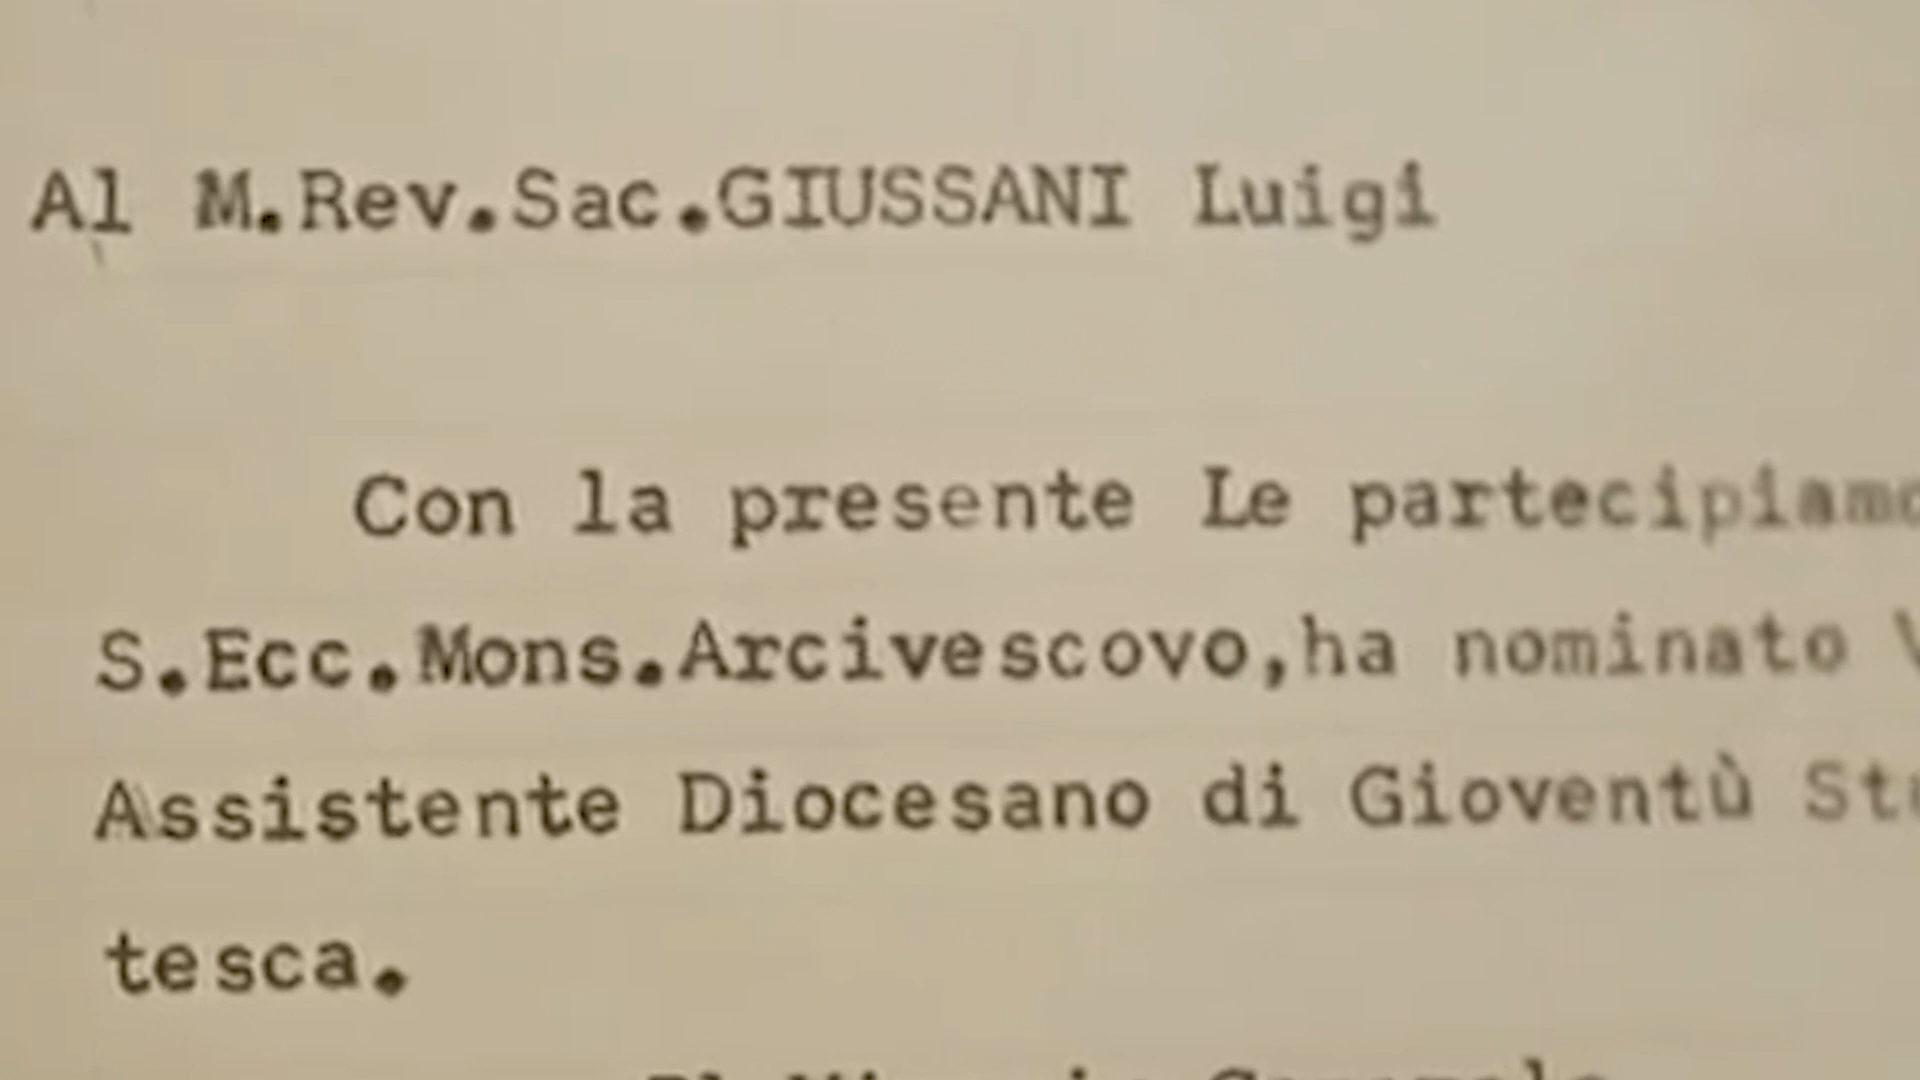 Al M.Rev.Sac.GIUSSANI Luigi
Con la presente Le partecipiamo
S.Ecc.Mons.Arcivescovo,ha nominato
Assistente Diocesano di Gioventù
tesca.